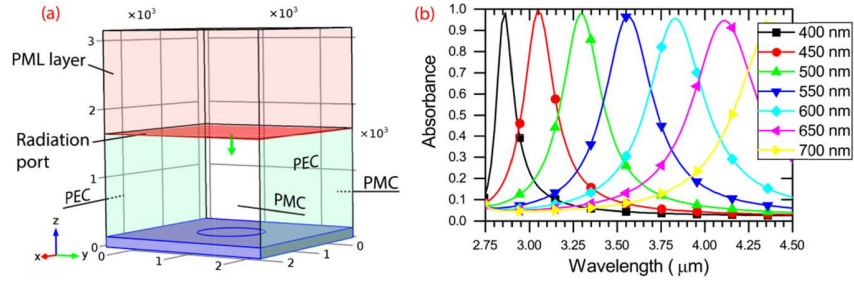 (a)
×10³
×10³
3
PML layer
2
×10³
Radiation
port
1
PEC
PEC
PMC
PMC
z
x
y
0
0
0
1
1
2
2
(b)
Absorbance
1.0
0.9
0.8
0.7
0.6
0.5
0.4
0.3
0.2
0.1
0.0
2.75 3.00 3.25 3.50 3.75 4.00 4.25 4.50
Wavelength ( μm)
400 nm
450 nm
500 nm
550 nm
600 nm
650 nm
700 nm